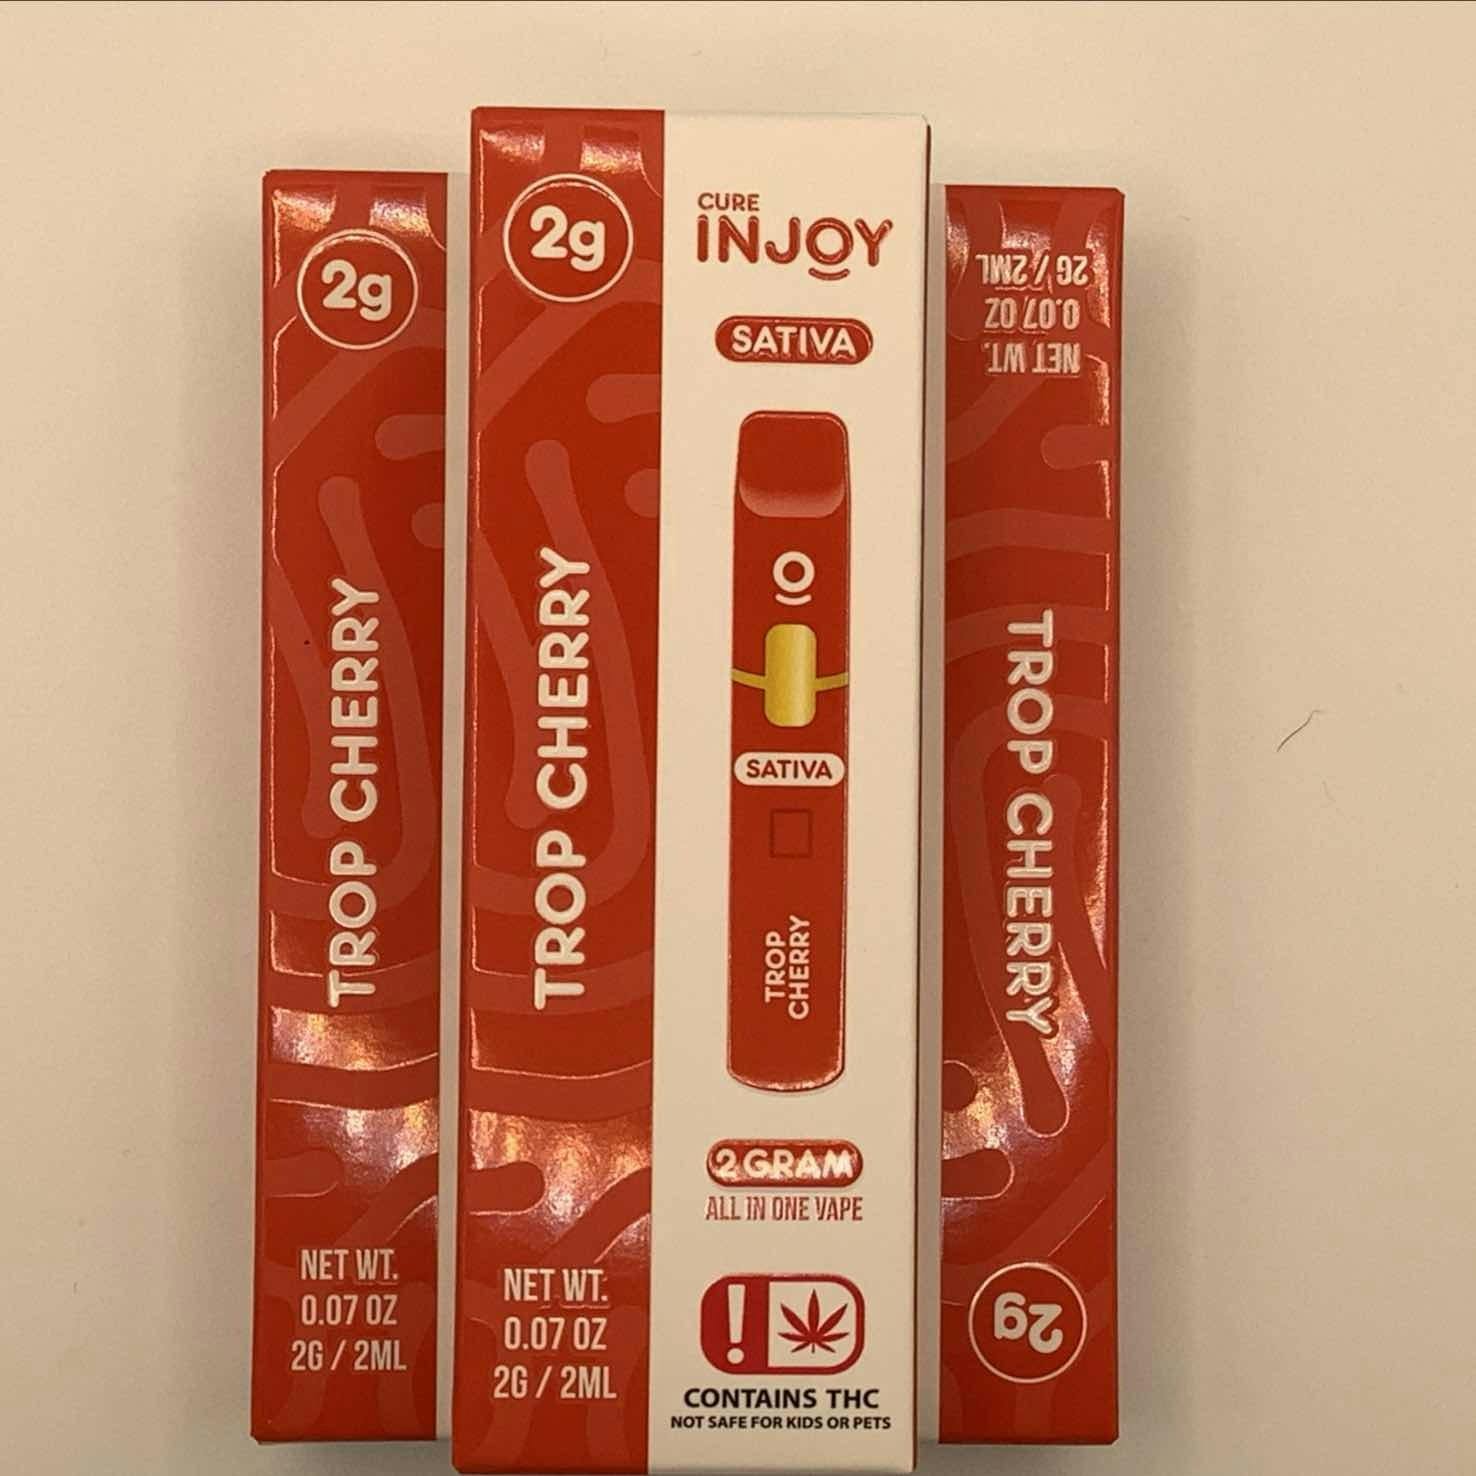 2g
TROP CHERRY
NET WT.
0.07 OZ
2G / 2ML
2g
TROP CHERRY
NET WT.
0.07 OZ
2G / 2ML
CURE
INJOY
SATIVA
SATIVA
TROP
CHERRY
2 GRAM
ALL IN ONE VAPE
!
CONTAINS THC
NOT SAFE FOR KIDS OR PETS
2g
TROP CHERRY
NET WT.
0.07 OZ
2G / 2ML